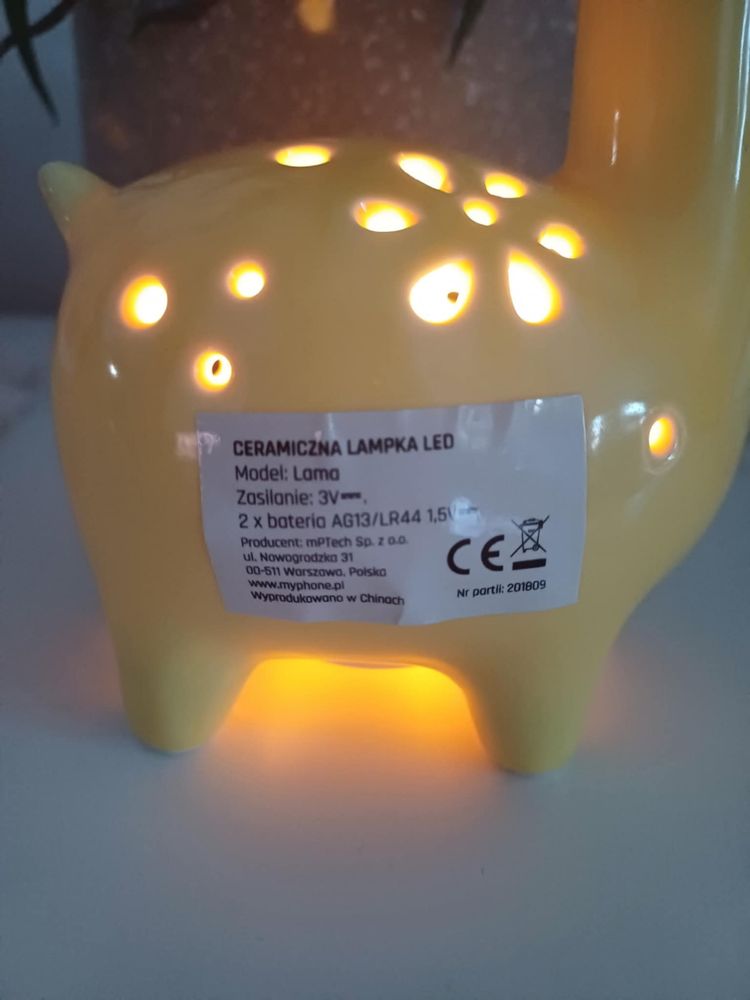 CERAMICZNA LAMPKA LED
Model: Lama
Zasilanie: 3V⎓,
2 x bateria AG13/LR44 1,5V⎓
Producent: mPTech Sp. z o.o.
ul. Nowogrodzka 31
00-511 Warszawa, Polska
www.myphone.pl
Wyprodukowano w Chinach
CE
Nr partii: 201809